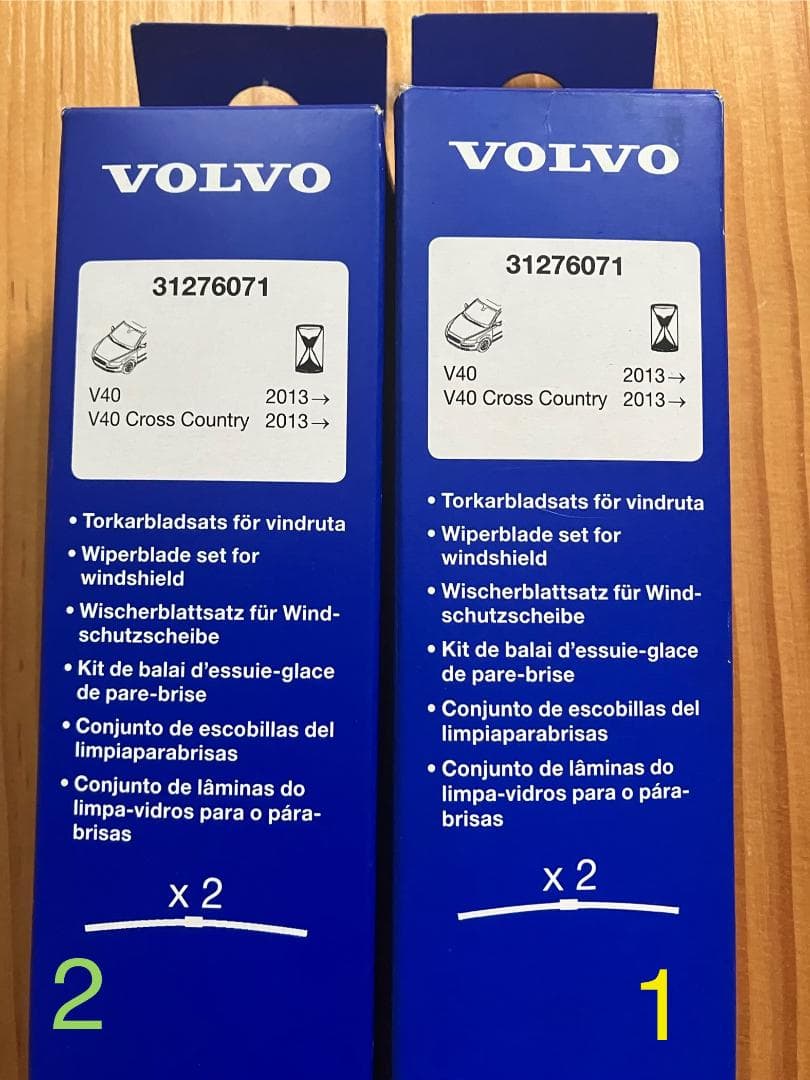 VOLVO
31276071
V40 2013→
V40 Cross Country 2013→
• Torkarbladsats för vindruta
• Wiperblade set for
windshield
• Wischerblattsatz für Wind-
schutzscheibe
• Kit de balai d'essuie-glace
de pare-brise
• Conjunto de escobillas del
limpiaparabrisas
• Conjunto de lâminas do
limpa-vidros para o pára-
brisas
x 2
2
VOLVO
31276071
V40 2013→
V40 Cross Country 2013→
• Torkarbladsats för vindruta
• Wiperblade set for
windshield
• Wischerblattsatz für Wind-
schutzscheibe
• Kit de balai d'essuie-glace
de pare-brise
• Conjunto de escobillas del
limpiaparabrisas
• Conjunto de lâminas do
limpa-vidros para o pára-
brisas
x 2
1